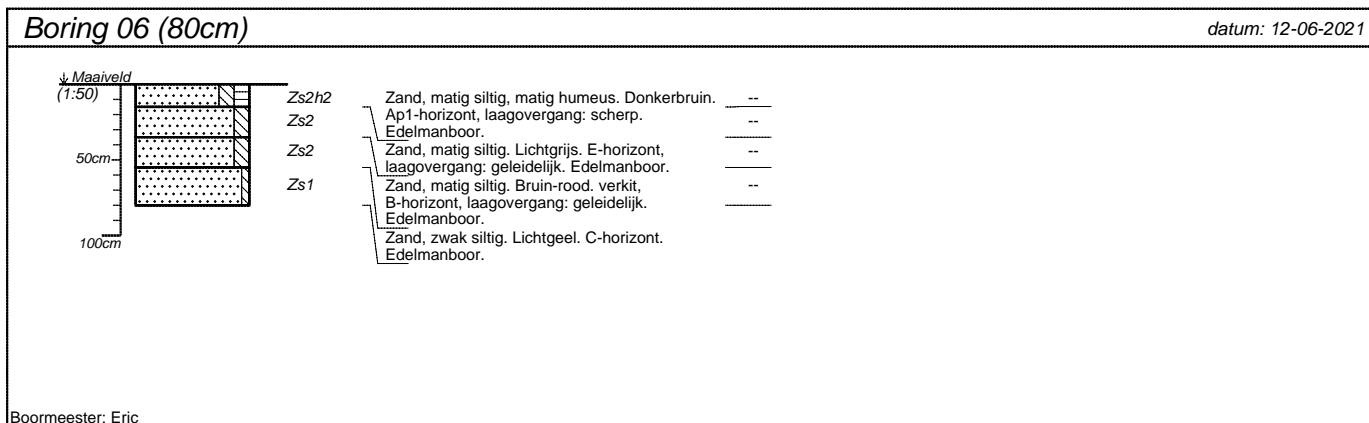 Boring 06 (80cm)
datum: 12-06-2021
Maaiveld
(1:50)
50cm
100cm
Zs2h2
Zand, matig siltig, matig humeus. Donkerbruin.
Ap1-horizont, laagovergang: scherp.
Edelmanboor.
--
Zs2
Zand, matig siltig. Lichtgrijs. E-horizont,
laagovergang: geleidelijk. Edelmanboor.
--
Zs2
Zand, matig siltig. Bruin-rood. verkit,
B-horizont, laagovergang: geleidelijk.
Edelmanboor.
--
Zs1
Zand, zwak siltig. Lichtgeel. C-horizont.
Edelmanboor.
--
Boormeester: Eric